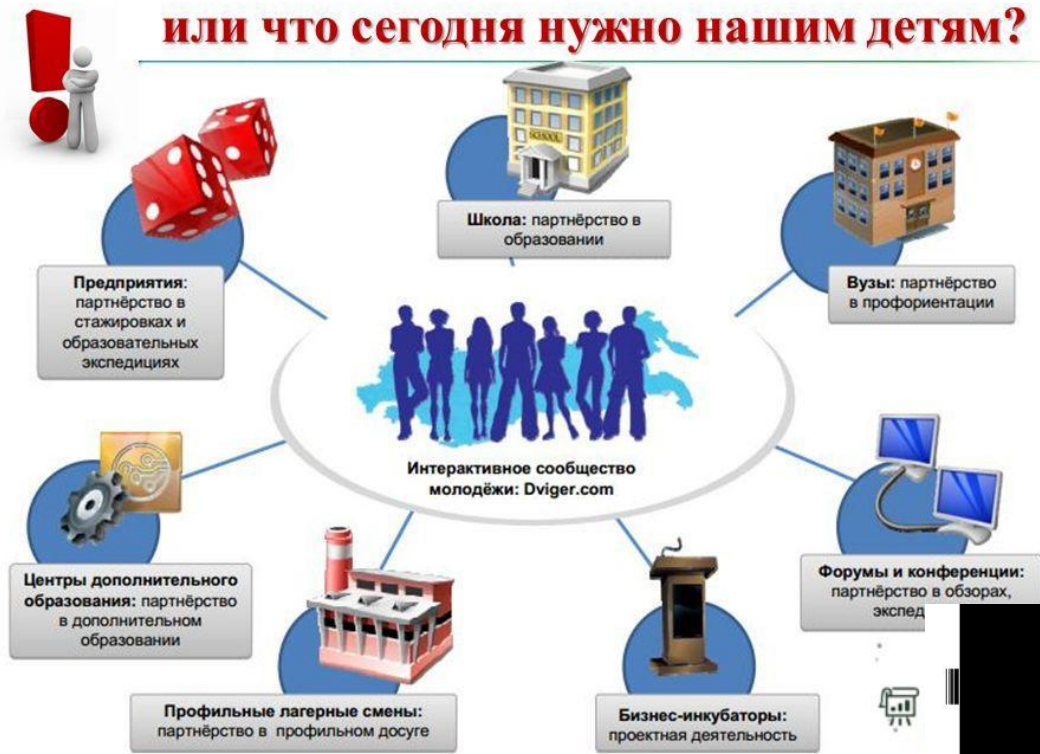 или что сегодня нужно нашим детям?
SCHOOL
Школа: партнёрство в
образовании
Предприятия:
партнёрство в
стажировках и
образовательных
экспедициях
Вузы: партнёрство
в профориентации
Интерактивное сообщество
молодёжи: Dviger.com
Центры дополнительного
образования: партнёрство
в дополнительном
образовании
Форумы и конференции:
партнёрство в обзорах,
Профильные лагерные смены:
партнёрство в профильном досуге
Бизнес-инкубаторы:
проектная деятельность